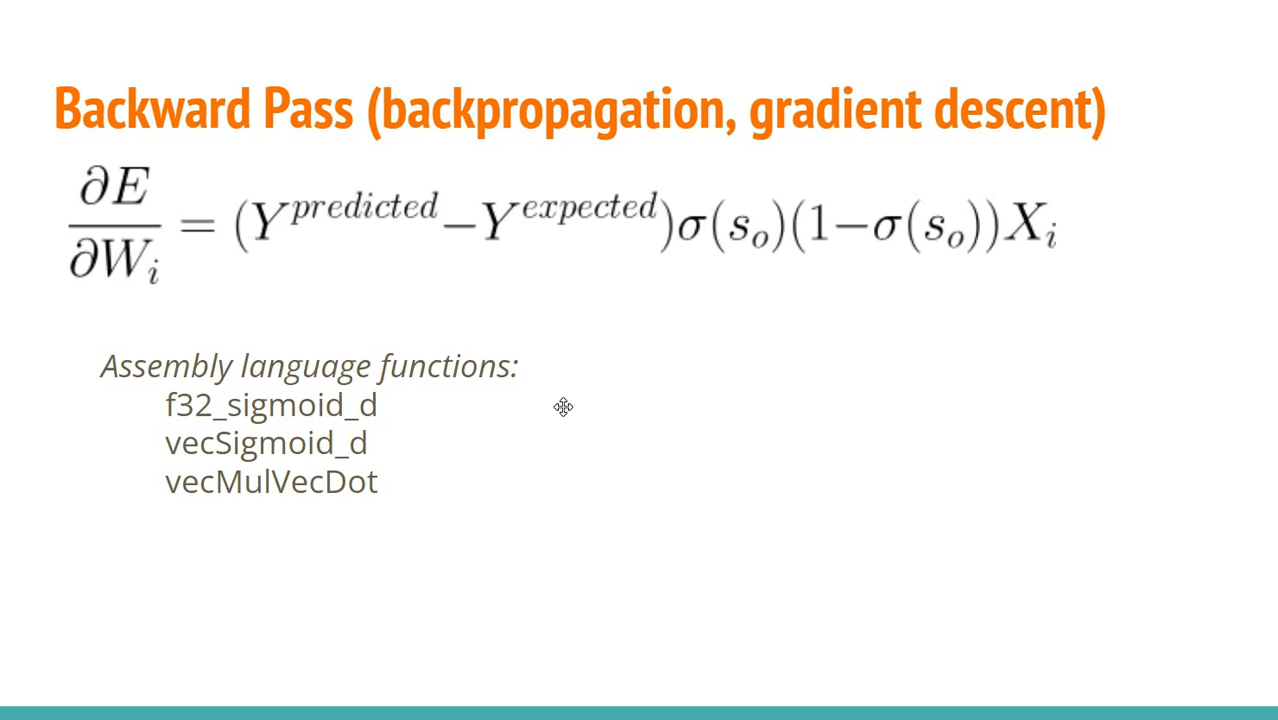 Backward Pass (backpropagation, gradient descent)
∂E/∂W_i = (Y^predicted − Y^expected)σ(s_o)(1−σ(s_o))X_i
Assembly language functions:
f32_sigmoid_d
vecSigmoid_d
vecMulVecDot